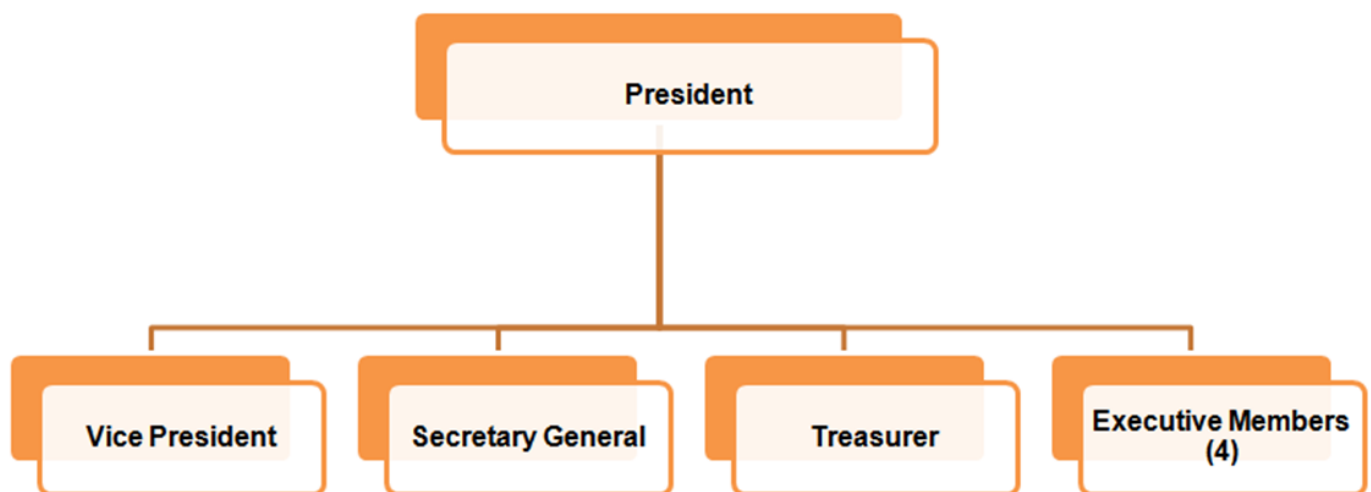 President
Vice President
Secretary General
Treasurer
Executive Members
(4)